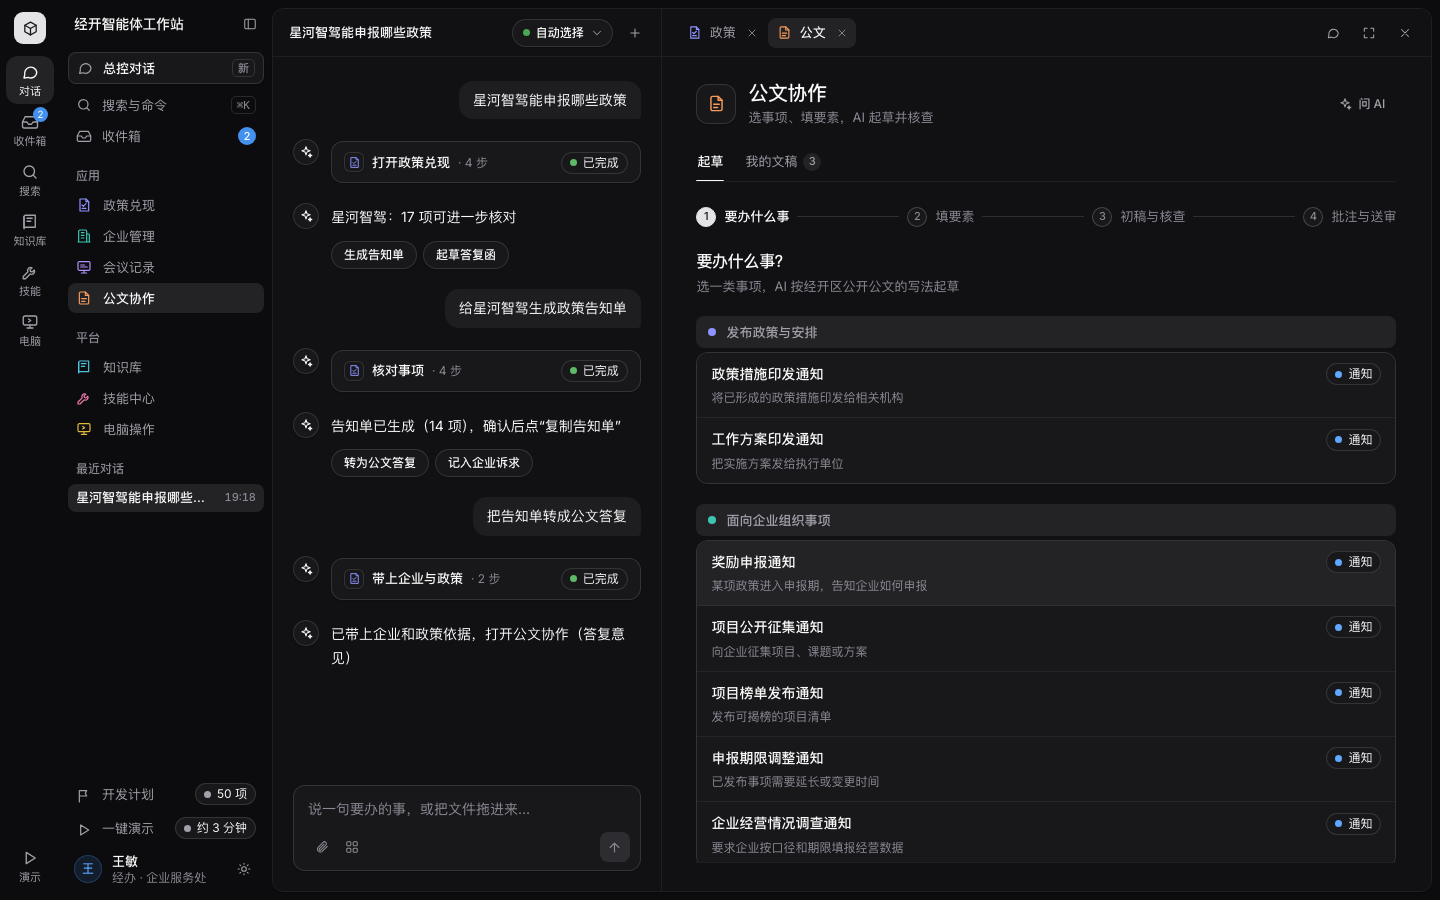 对话
2
收件箱
搜索
知识库
技能
电脑
演示
经开智能体工作站
总控对话 新
搜索与命令 ⌘K
收件箱 2
应用
政策兑现
企业管理
会议记录
公文协作
平台
知识库
技能中心
电脑操作
最近对话
星河智驾能申报哪些... 19:18
开发计划 50 项
一键演示 约 3 分钟
王 王敏
经办 · 企业服务处
星河智驾能申报哪些政策 自动选择
星河智驾能申报哪些政策
打开政策兑现 · 4 步 已完成
星河智驾：17 项可进一步核对
生成告知单 起草答复函
给星河智驾生成政策告知单
核对事项 · 4 步 已完成
告知单已生成（14 项），确认后点“复制告知单”
转为公文答复 记入企业诉求
把告知单转成公文答复
带上企业与政策 · 2 步 已完成
已带上企业和政策依据，打开公文协作（答复意
见）
说一句要办的事，或把文件拖进来...
政策 公文
公文协作
选事项、填要素，AI 起草并核查
问 AI
起草 我的文稿 3
1 要办什么事 2 填要素 3 初稿与核查 4 批注与送审
要办什么事？
选一类事项，AI 按经开区公开公文的写法起草
发布政策与安排
政策措施印发通知 通知
将已形成的政策措施印发给相关机构
工作方案印发通知 通知
把实施方案发给执行单位
面向企业组织事项
奖励申报通知 通知
某项政策进入申报期，告知企业如何申报
项目公开征集通知 通知
向企业征集项目、课题或方案
项目榜单发布通知 通知
发布可揭榜的项目清单
申报期限调整通知 通知
已发布事项需要延长或变更时间
企业经营情况调查通知 通知
要求企业按口径和期限填报经营数据